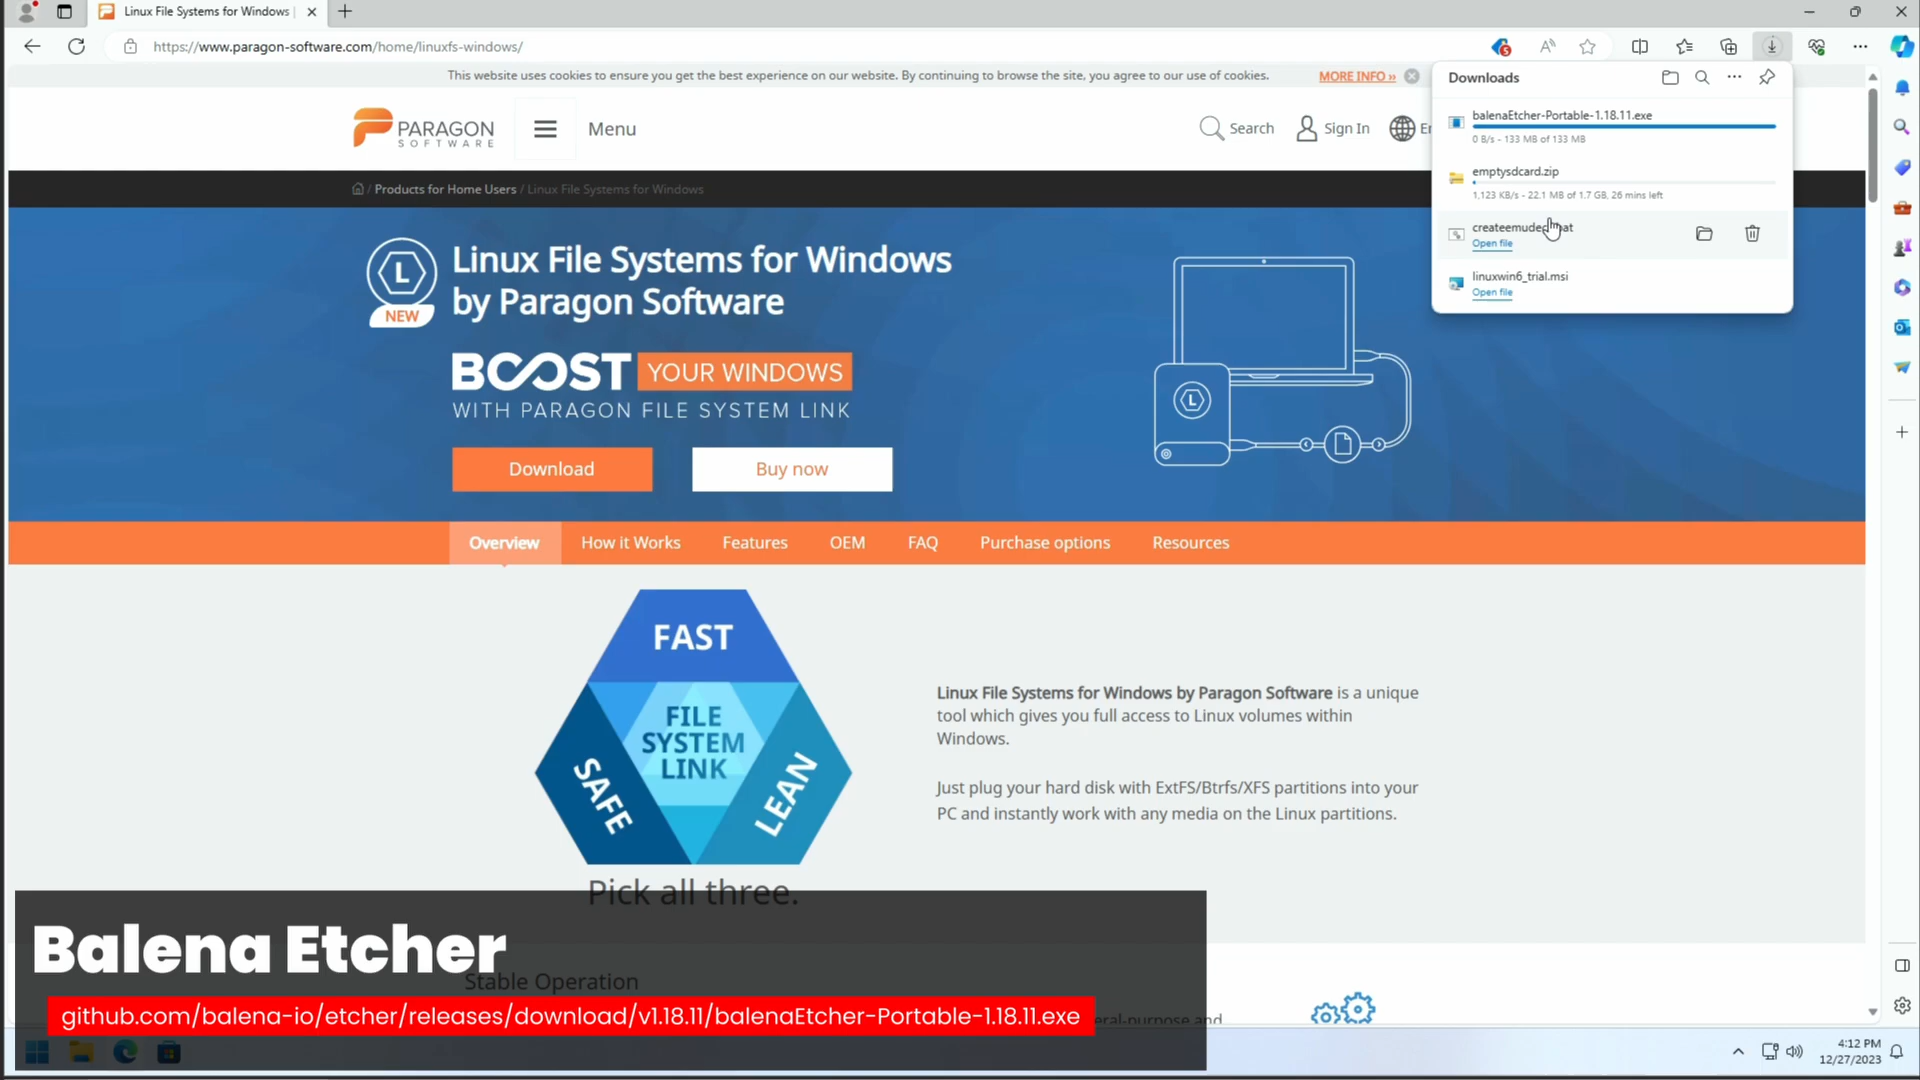 Linux File Systems for Windows
https://www.paragon-software.com/home/linuxfs-windows/
5
This website uses cookies to ensure you get the best experience on our website. By continuing to browse the site, you agree to our use of cookies.
MORE INFO »
PARAGON
SOFTWARE
Menu
Search
Sign In
Downloads
balenaEtcher-Portable-1.18.11.exe
0 B/s - 133 MB of 133 MB
emptysdcard.zip
1,123 KB/s - 22.1 MB of 1.7 GB, 26 mins left
Open file
linuxwin6_trial.msi
Open file
/ Products for Home Users / Linux File Systems for Windows
L
NEW
Linux File Systems for Windows
by Paragon Software
BOOST YOUR WINDOWS
WITH PARAGON FILE SYSTEM LINK
Download
Buy now
L
Overview
How it Works
Features
OEM
FAQ
Purchase options
Resources
FAST
FILE
SYSTEM
LINK
SAFE
LEAN
Pick all three.
Linux File Systems for Windows by Paragon Software is a unique
tool which gives you full access to Linux volumes within
Windows.
Just plug your hard disk with ExtFS/Btrfs/XFS partitions into your
PC and instantly work with any media on the Linux partitions.
Balena Etcher
Stable Operation
github.com/balena-io/etcher/releases/download/v1.18.11/balenaEtcher-Portable-1.18.11.exe
4:12 PM
12/27/2023